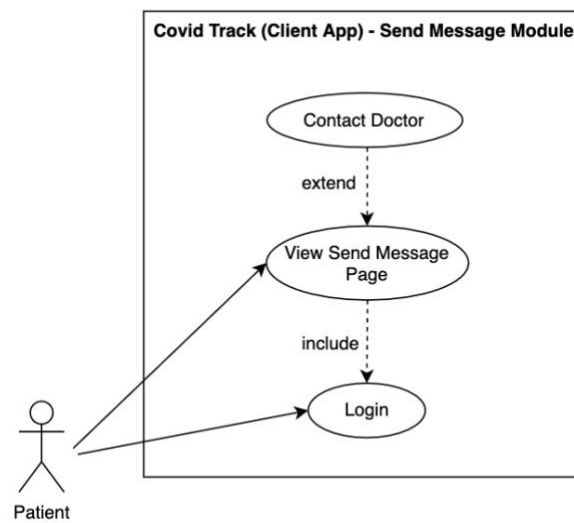 Covid Track (Client App) - Send Message Module
Contact Doctor
extend
View Send Message
Page
include
Login
Patient